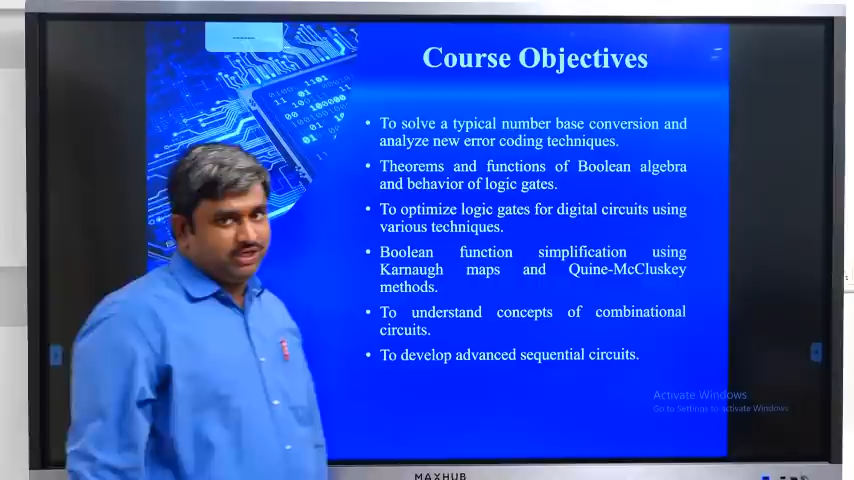 Course Objectives
• To solve a typical number base conversion and
analyze new error coding techniques.
• Theorems and functions of Boolean algebra
and behavior of logic gates.
• To optimize logic gates for digital circuits using
various techniques.
• Boolean function simplification using
Karnaugh maps and Quine-McCluskey
methods.
• To understand concepts of combinational
circuits.
• To develop advanced sequential circuits.
Activate Windows
Go to Settings to activate Windows
MAXHUB